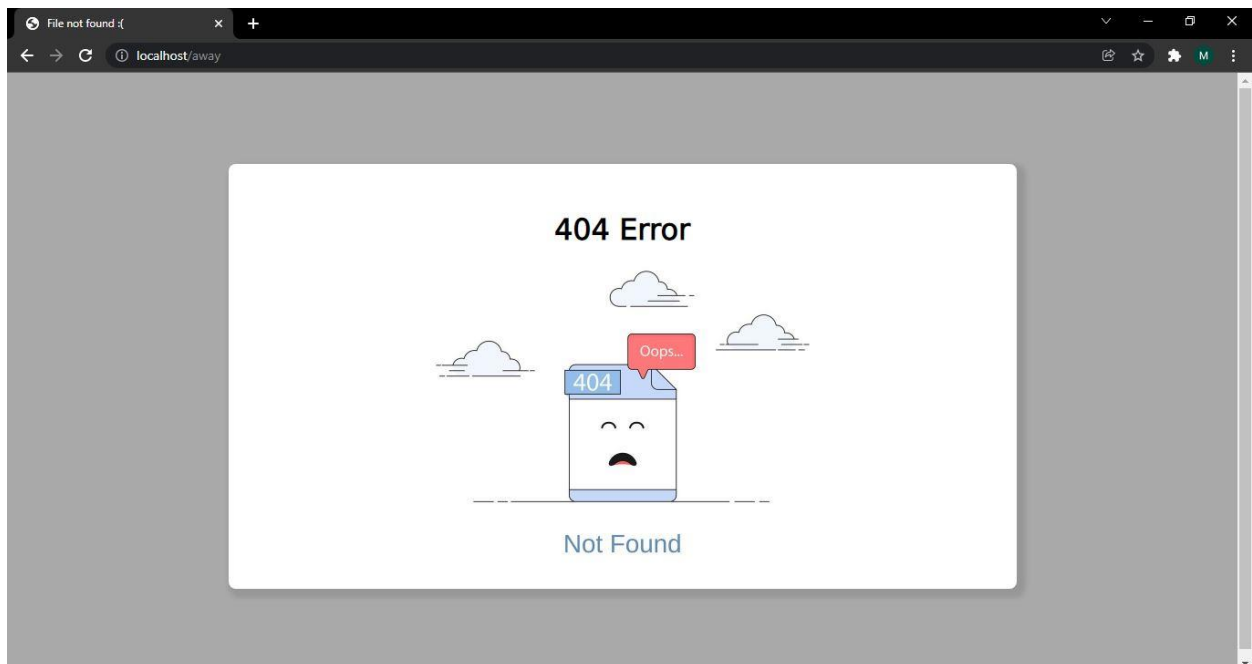 File not found :(
localhost/away
M
404 Error
Oops...
404
Not Found